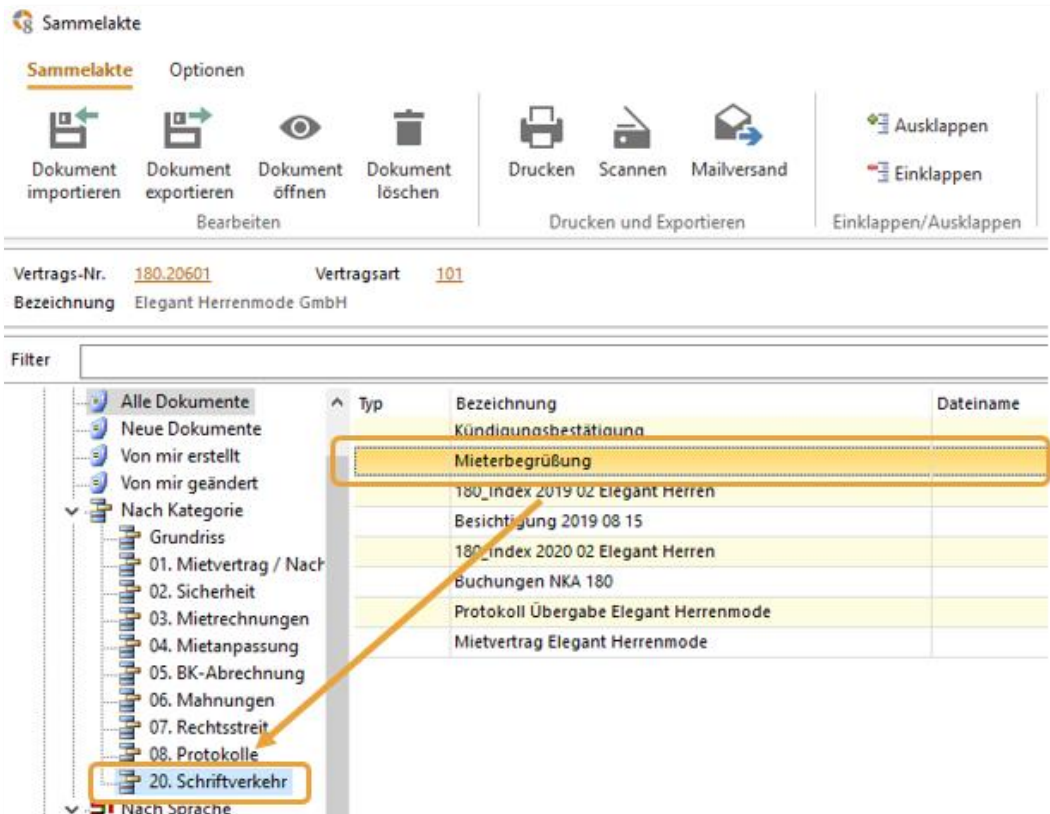 Sammelakte
Sammelakte Optionen
Dokument importieren
Dokument exportieren
Dokument öffnen
Dokument löschen
Drucken
Scannen
Mailversand
Ausklappen
Einklappen
Bearbeiten
Drucken und Exportieren
Einklappen/Ausklappen
Vertrags-Nr. 180.20601 Vertragsart 101
Bezeichnung Elegant Herrenmode GmbH
Filter
Alle Dokumente
Neue Dokumente
Von mir erstellt
Von mir geändert
Nach Kategorie
Grundriss
01. Mietvertrag / Nach
02. Sicherheit
03. Mietrechnungen
04. Mietanpassung
05. BK-Abrechnung
06. Mahnungen
07. Rechtsstreit
08. Protokolle
20. Schriftverkehr
Nach Sprache
Typ Bezeichnung Dateiname
Kündigungsbestätigung
Mieterbegrüßung
180_Index 2019 02 Elegant Herren
Besichtigung 2019 08 15
180_Index 2020 02 Elegant Herren
Buchungen NKA 180
Protokoll Übergabe Elegant Herrenmode
Mietvertrag Elegant Herrenmode